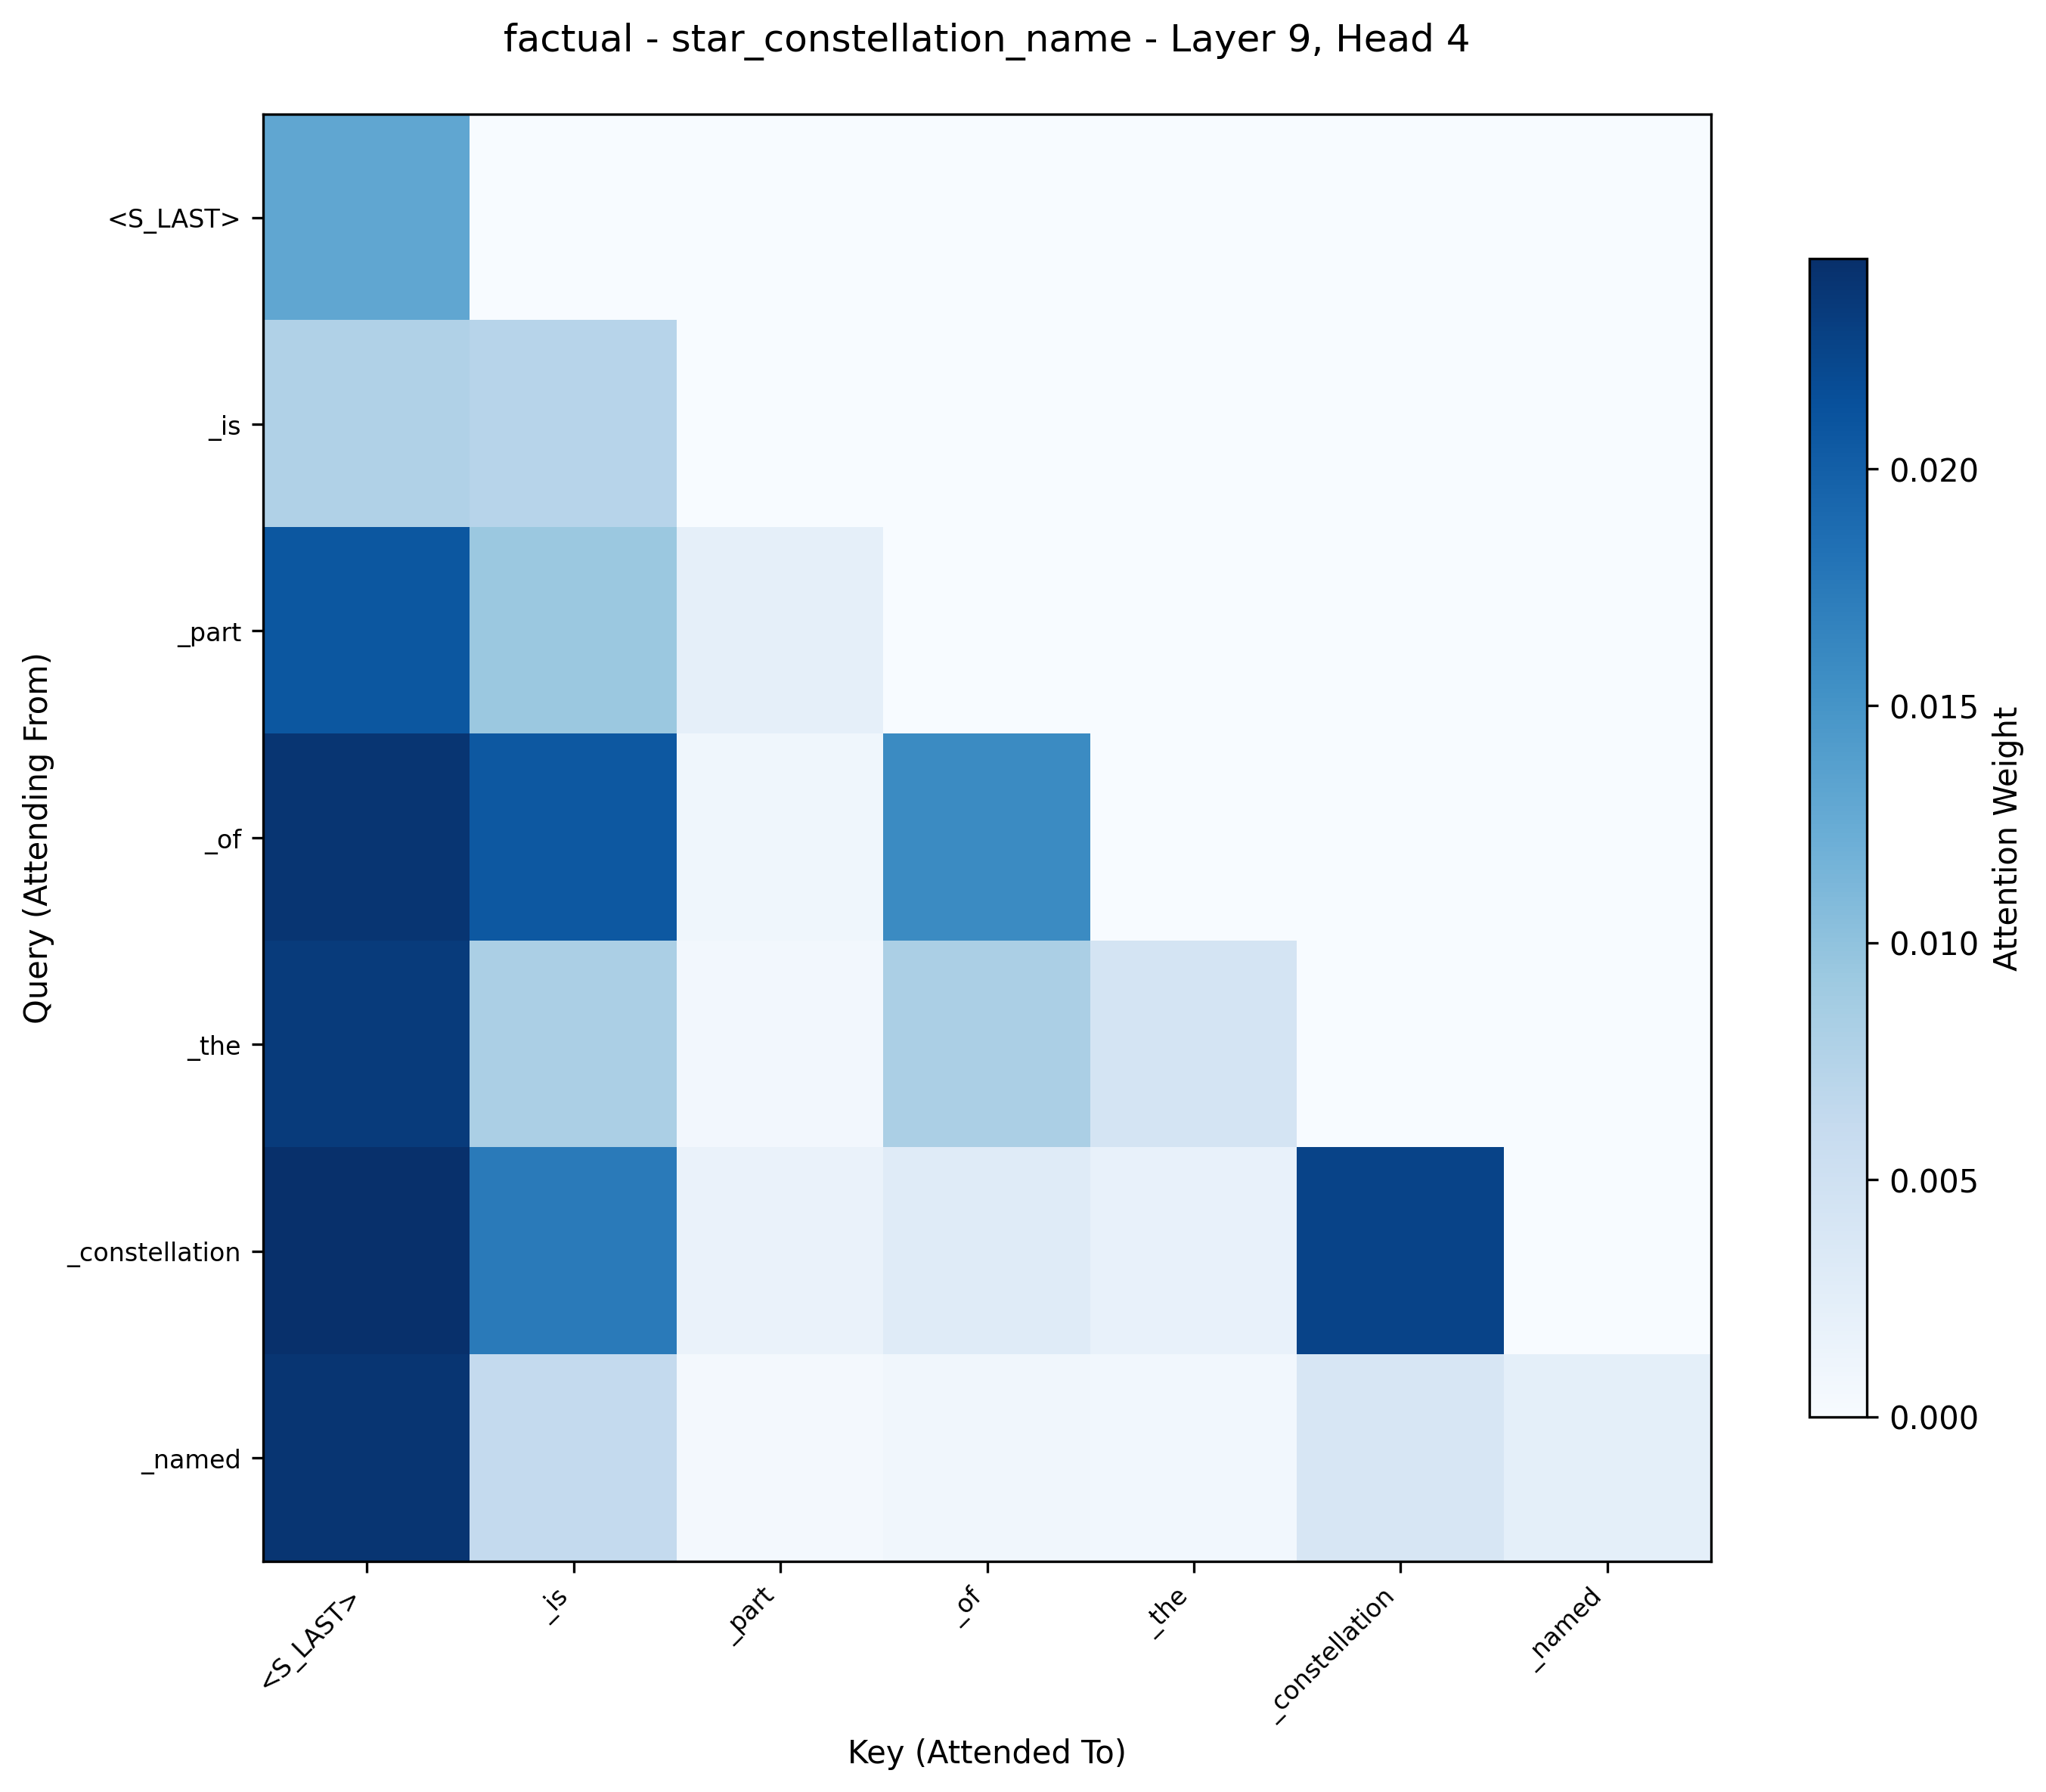 factual - star_constellation_name - Layer 9, Head 4
<S_LAST>
_is
_part
_of
_the
_constellation
_named
Query (Attending From)
<S_LAST>
_is
_part
_of
_the
_constellation
_named
Key (Attended To)
0.020
0.015
0.010
0.005
0.000
Attention Weight